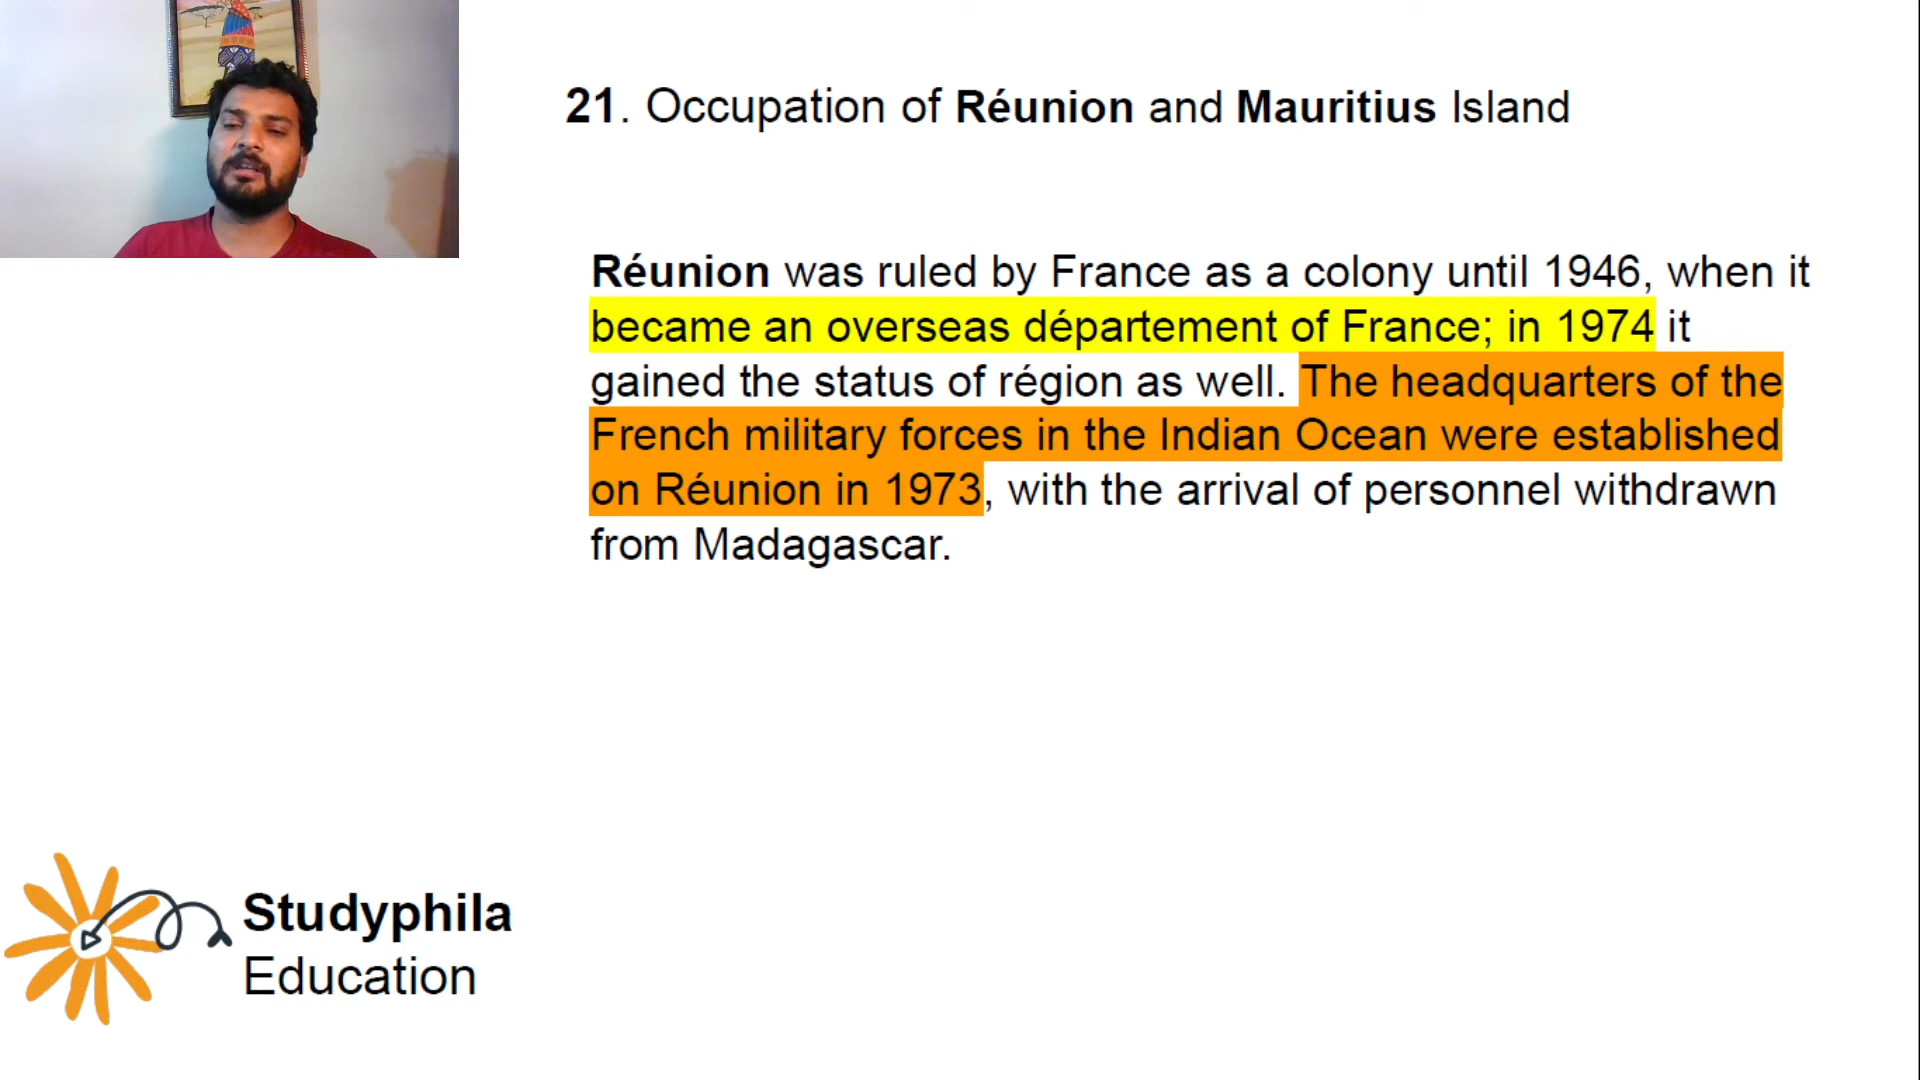 21. Occupation of Réunion and Mauritius Island
Réunion was ruled by France as a colony until 1946, when it
became an overseas département of France; in 1974 it
gained the status of région as well. The headquarters of the
French military forces in the Indian Ocean were established
on Réunion in 1973, with the arrival of personnel withdrawn
from Madagascar.
Studyphila
Education